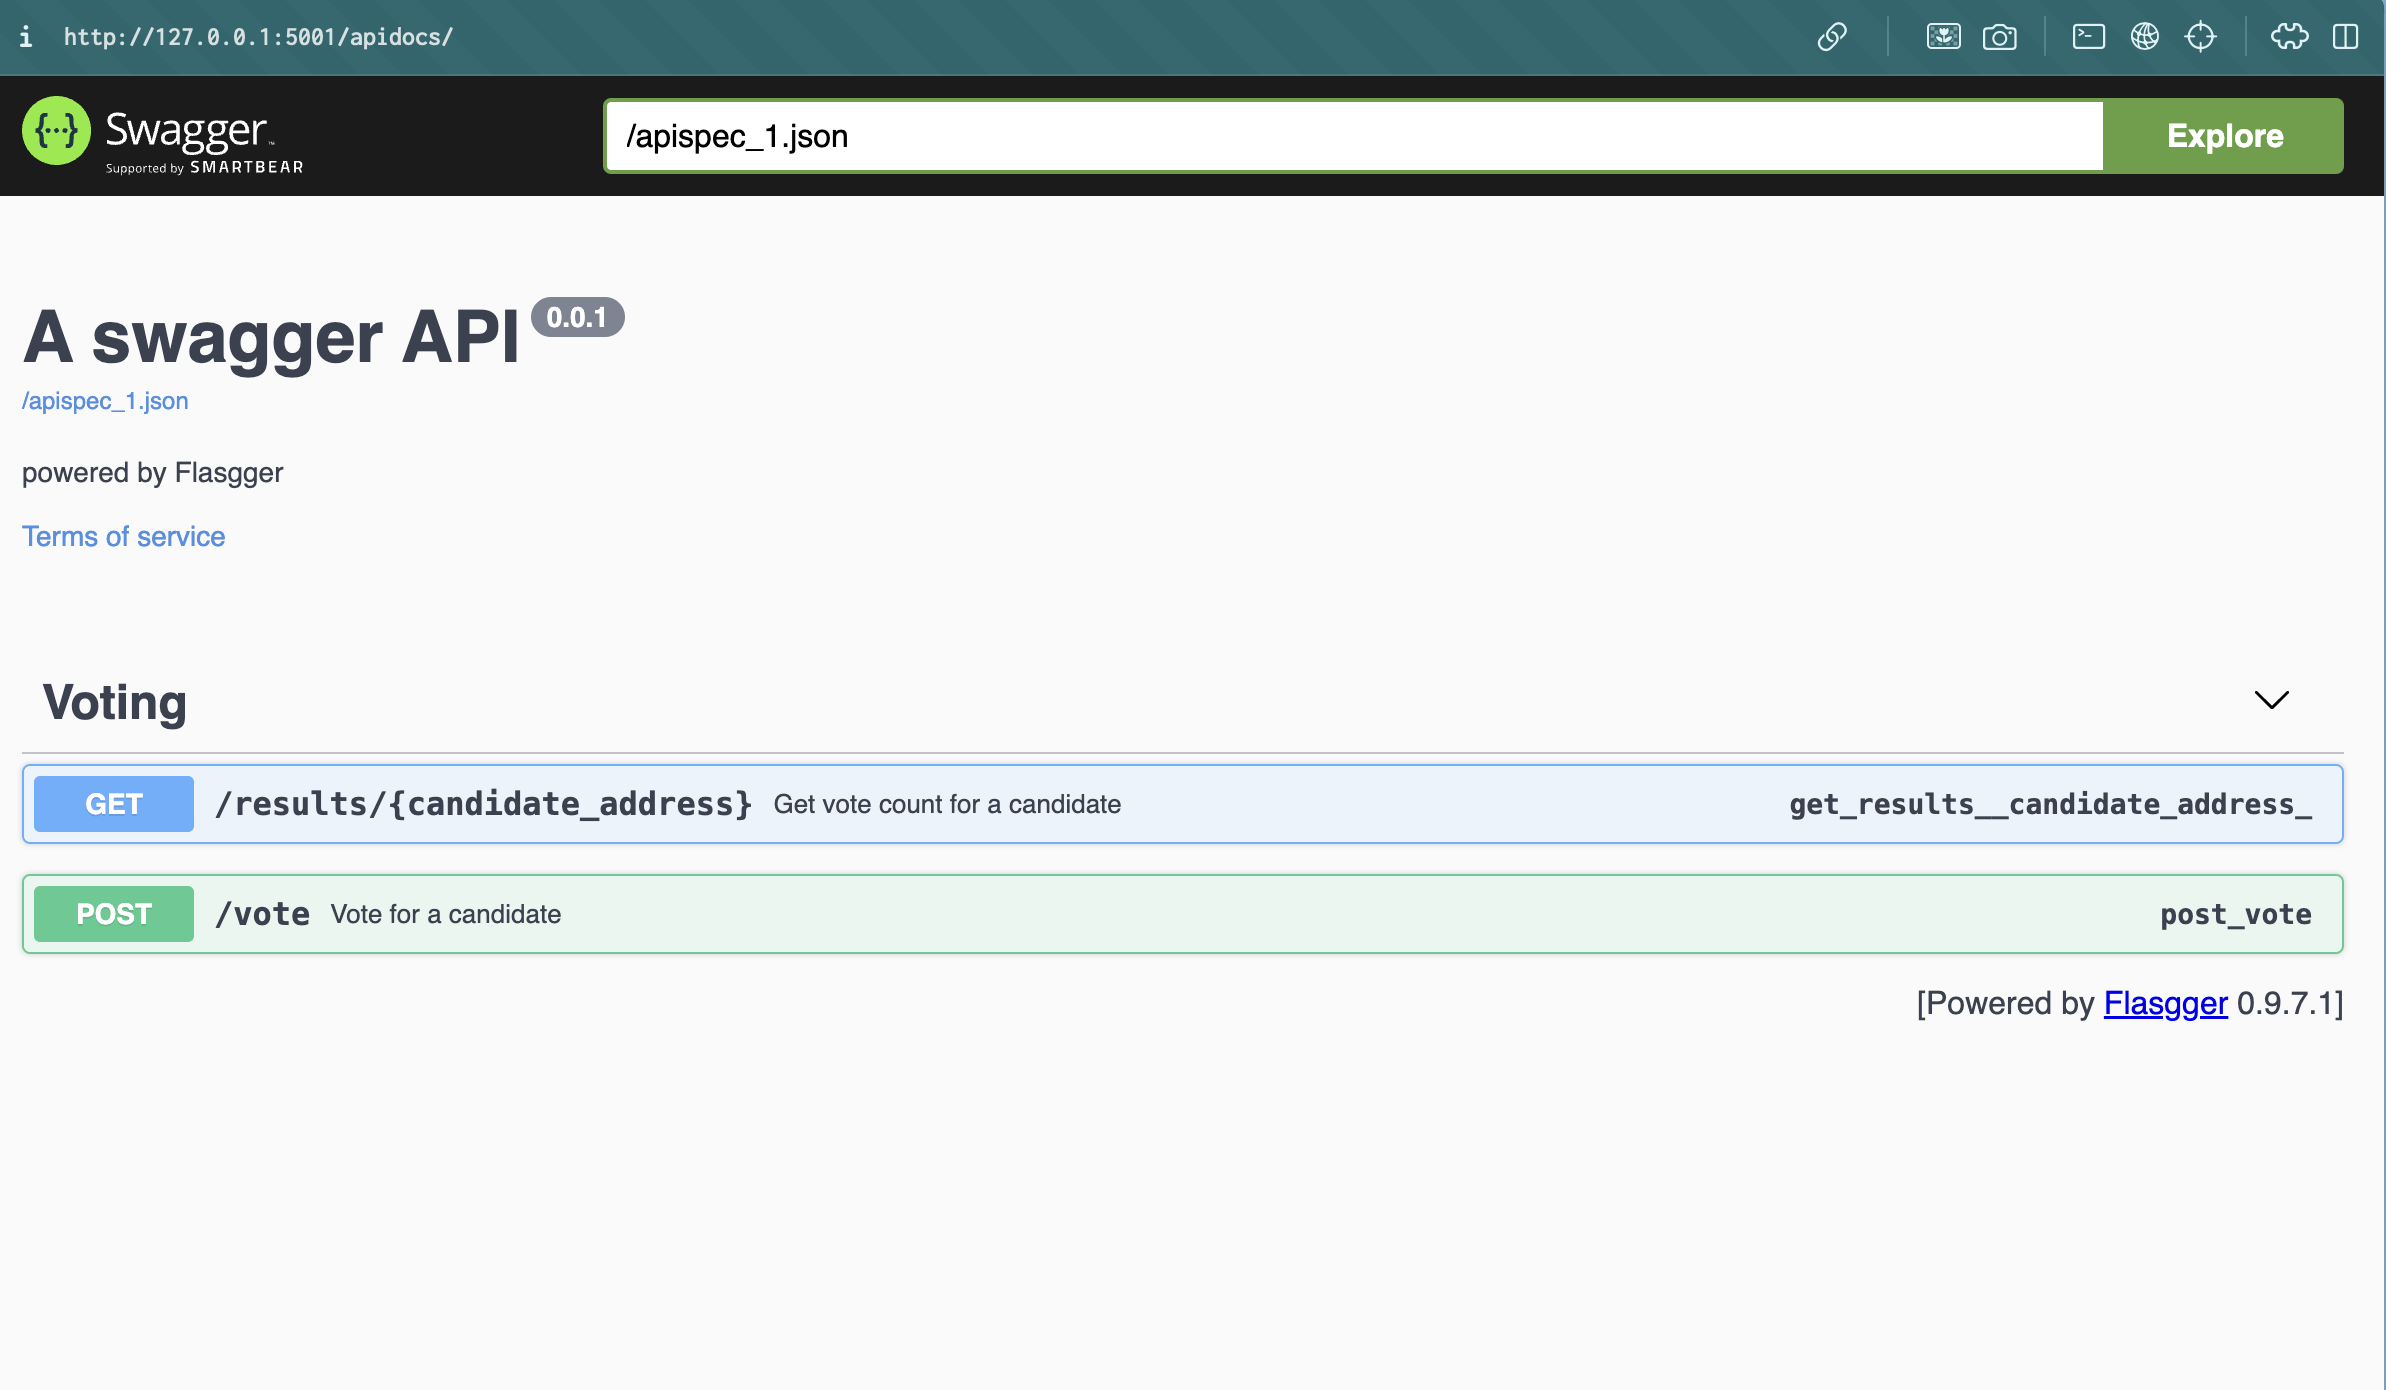 i http://127.0.0.1:5001/apidocs/
{···} Swagger™
Supported by SMARTBEAR
/apispec_1.json
Explore
A swagger API 0.0.1
/apispec_1.json
powered by Flasgger
Terms of service
Voting
GET /results/{candidate_address} Get vote count for a candidate get_results__candidate_address_
POST /vote Vote for a candidate post_vote
[Powered by Flasgger 0.9.7.1]